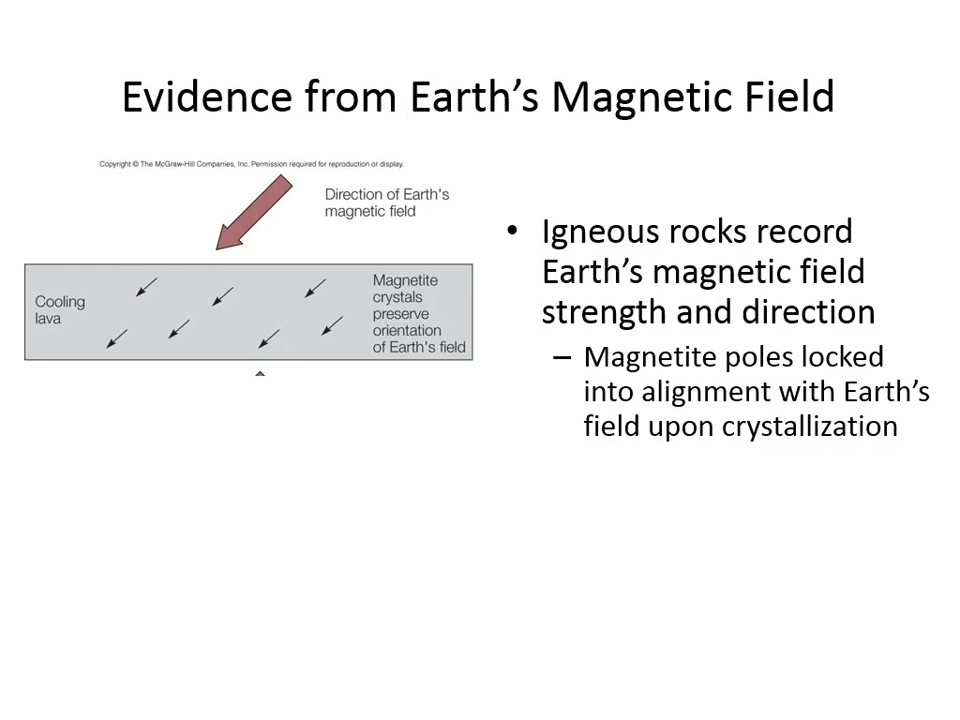 Evidence from Earth’s Magnetic Field
Copyright © The McGraw-Hill Companies, Inc. Permission required for reproduction or display.
Direction of Earth's
magnetic field
Cooling
lava
Magnetite
crystals
preserve
orientation
of Earth's field
• Igneous rocks record
Earth’s magnetic field
strength and direction
– Magnetite poles locked
into alignment with Earth’s
field upon crystallization